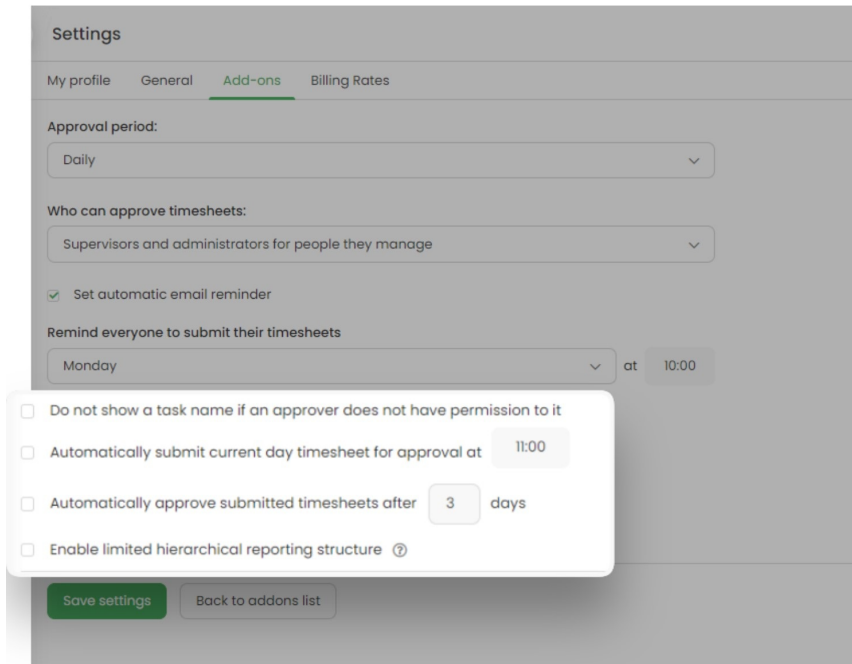 Settings
My profile General Add-ons Billing Rates
Approval period:
Daily
Who can approve timesheets:
Supervisors and administrators for people they manage
Set automatic email reminder
Remind everyone to submit their timesheets
Monday at 10:00
Do not show a task name if an approver does not have permission to it
Automatically submit current day timesheet for approval at 11:00
Automatically approve submitted timesheets after 3 days
Enable limited hierarchical reporting structure ?
Save settings Back to addons list